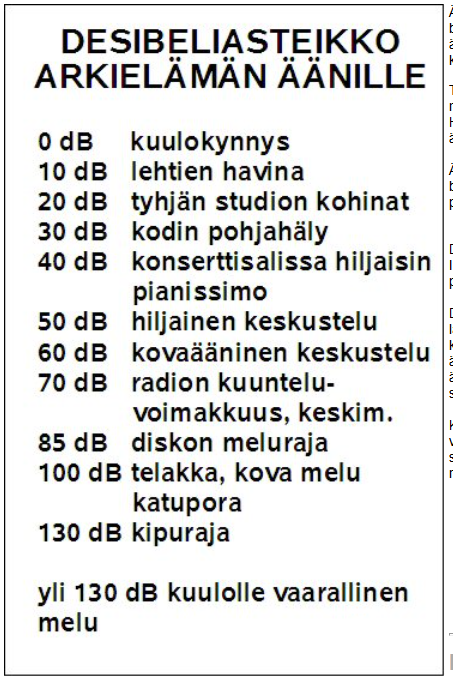 DESIBELIASTEIKKO
ARKIELÄMÄN ÄÄNILLE
0 dB kuulokynnys
10 dB lehtien havina
20 dB tyhjän studion kohinat
30 dB kodin pohjahäly
40 dB konserttisalissa hiljaisin
pianissimo
50 dB hiljainen keskustelu
60 dB kovaääninen keskustelu
70 dB radion kuuntelu-
voimakkuus, keskim.
85 dB diskon meluraja
100 dB telakka, kova melu
katupora
130 dB kipuraja
yli 130 dB kuulolle vaarallinen
melu